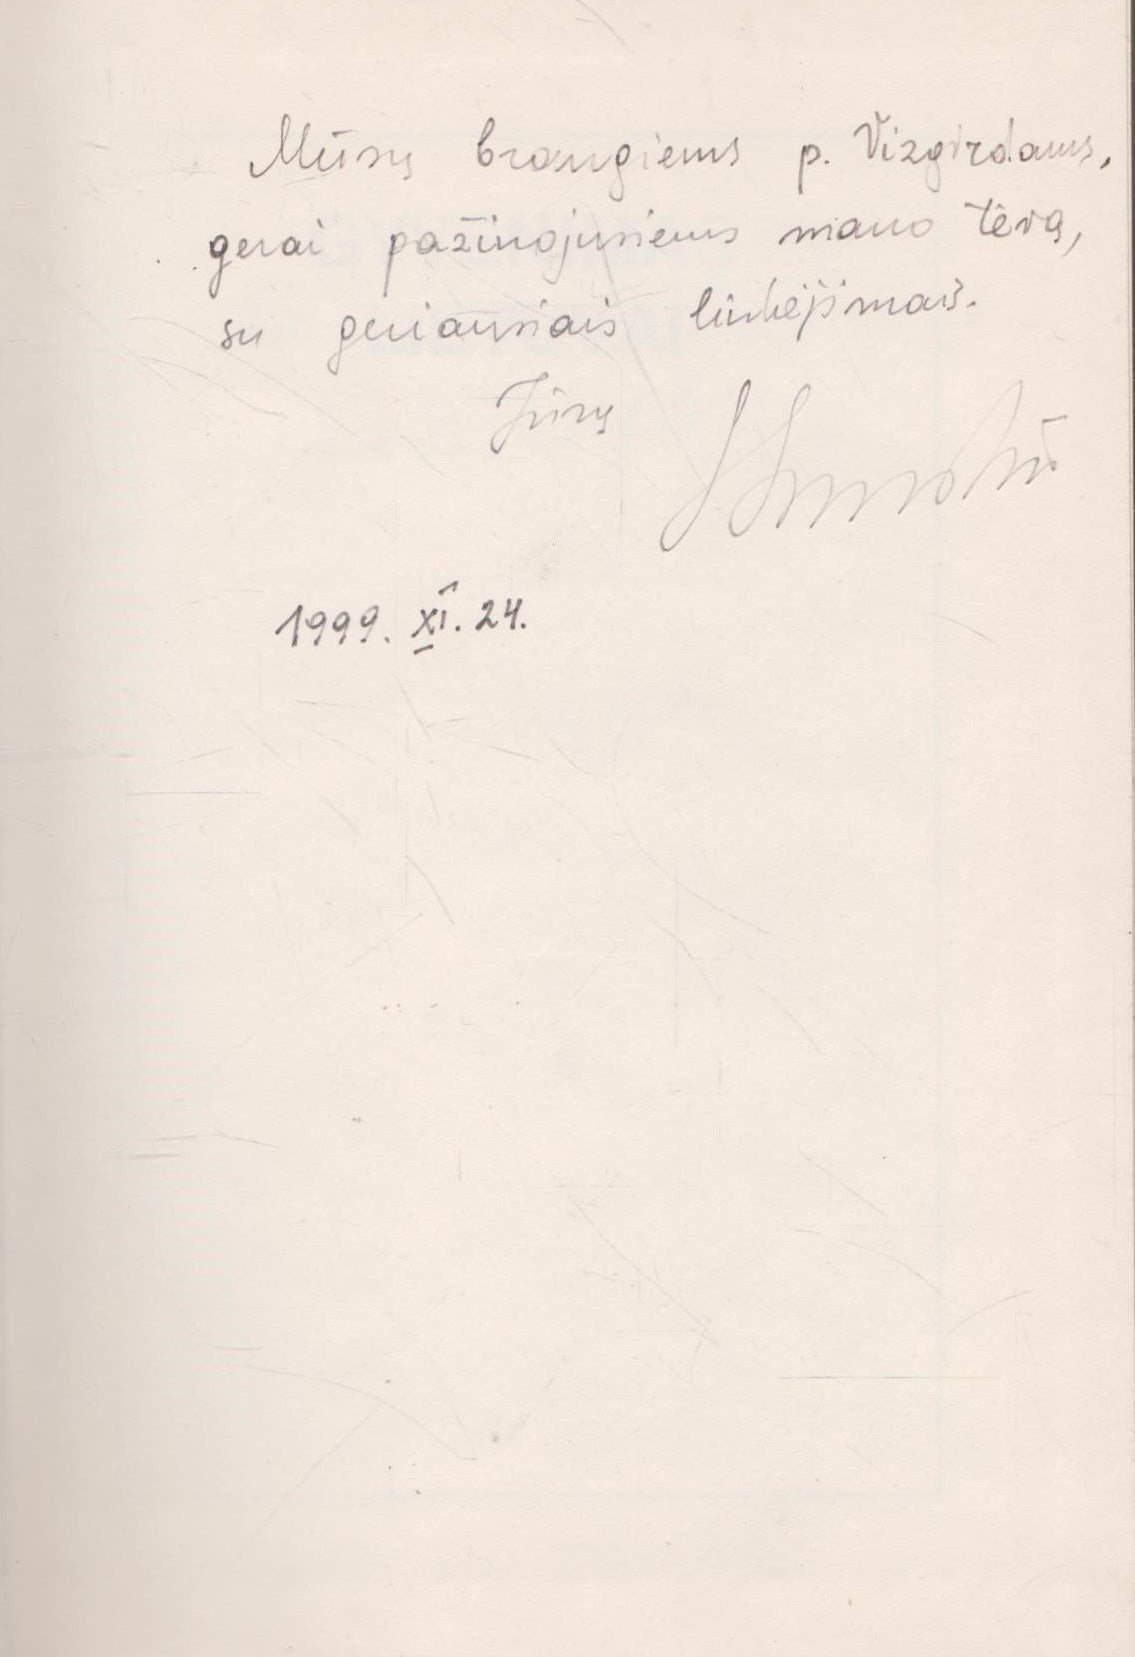 Mūsų brangiems p. Vizgirdams,
gerai pažinojusiems mano tėvą,
su geriausiais linkėjimais.
Jūsų
1999. XI. 24.